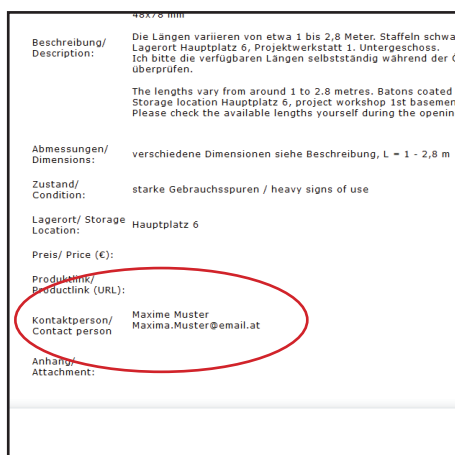 48x78 mm
Beschreibung/
Description:
Die Längen variieren von etwa 1 bis 2,8 Meter. Staffeln schwa
Lagerort Hauptplatz 6, Projektwerkstatt 1. Untergeschoss.
Ich bitte die verfügbaren Längen selbstständig während der
überprüfen.
The lengths vary from around 1 to 2.8 metres. Batons coated
Storage location Hauptplatz 6, project workshop 1st basemen
Please check the available lengths yourself during the openin
Abmessungen/
Dimensions:
verschiedene Dimensionen siehe Beschreibung, L = 1 - 2,8 m
Zustand/
Condition:
starke Gebrauchsspuren / heavy signs of use
Lagerort/ Storage
Location:
Hauptplatz 6
Preis/ Price (€):
Produktlink/
Productlink (URL):
Kontaktperson/
Contact person
Maxime Muster
Maxima.Muster@email.at
Anhang/
Attachment: